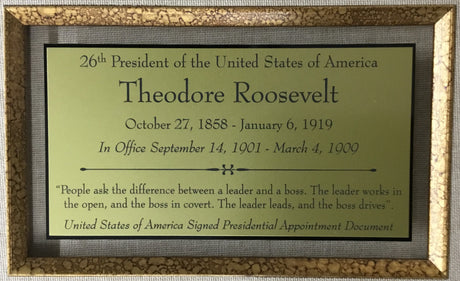 26th President of the United States of America
Theodore Roosevelt
October 27, 1858 - January 6, 1919
In Office September 14, 1901 - March 4, 1909
"People ask the difference between a leader and a boss. The leader works in
the open, and the boss in covert. The leader leads, and the boss drives".
United States of America Signed Presidential Appointment Document